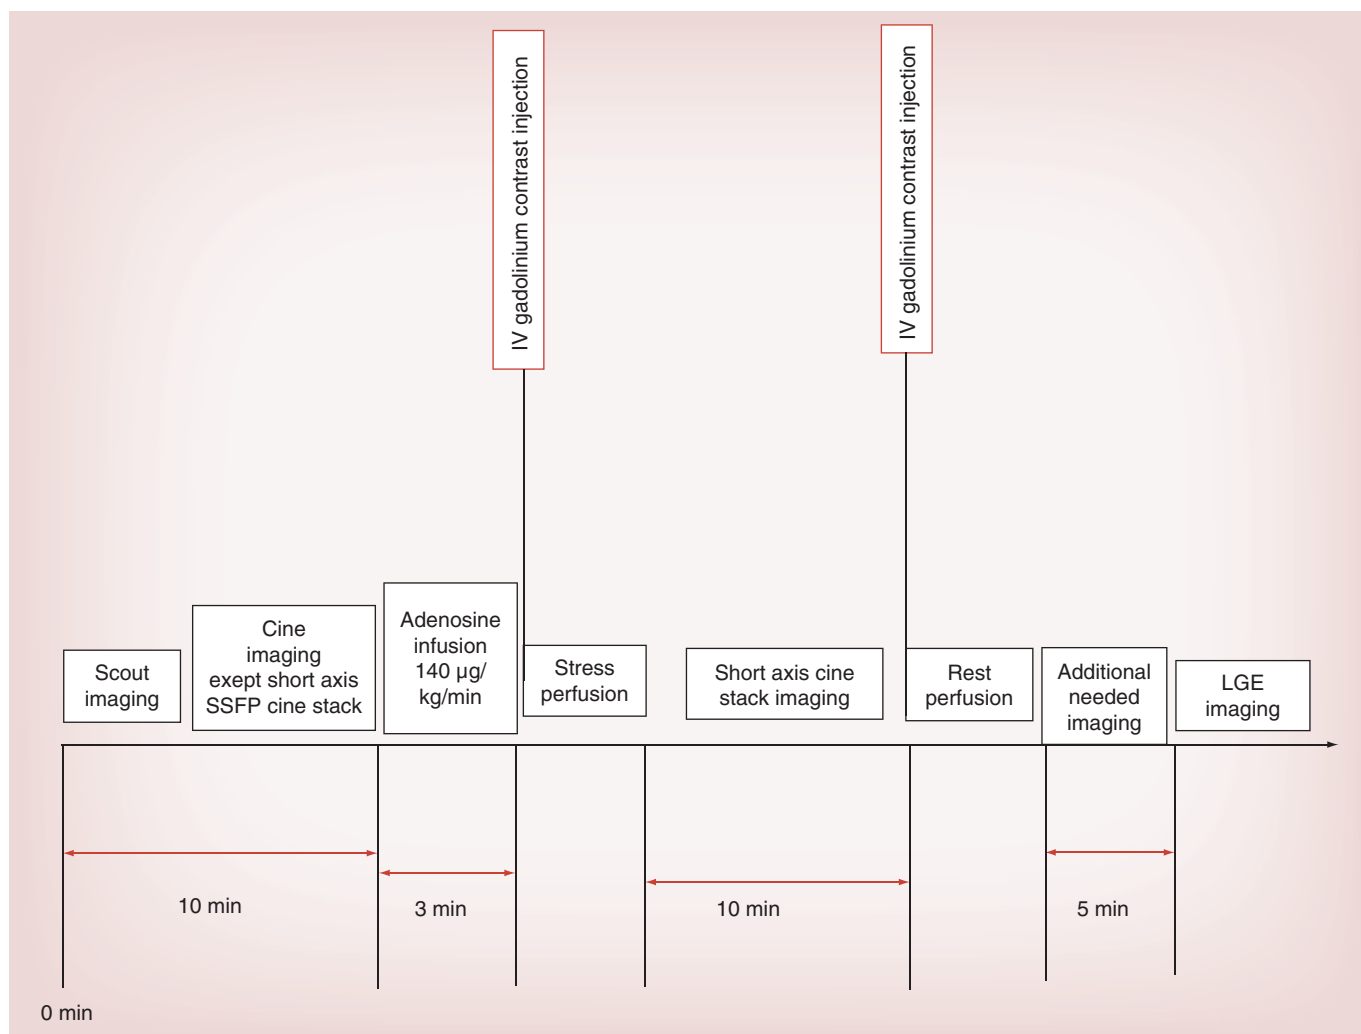 IV gadolinium contrast injection
IV gadolinium contrast injection
Scout
imaging
Cine
imaging
exept short axis
SSFP cine stack
Adenosine
infusion
140 µg/
kg/min
Stress
perfusion
Short axis cine
stack imaging
Rest
perfusion
Additional
needed
imaging
LGE
imaging
10 min
3 min
10 min
5 min
0 min